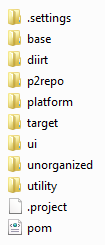 .settings
base
diirt
p2repo
platform
target
ui
unorganized
utility
.project
pom